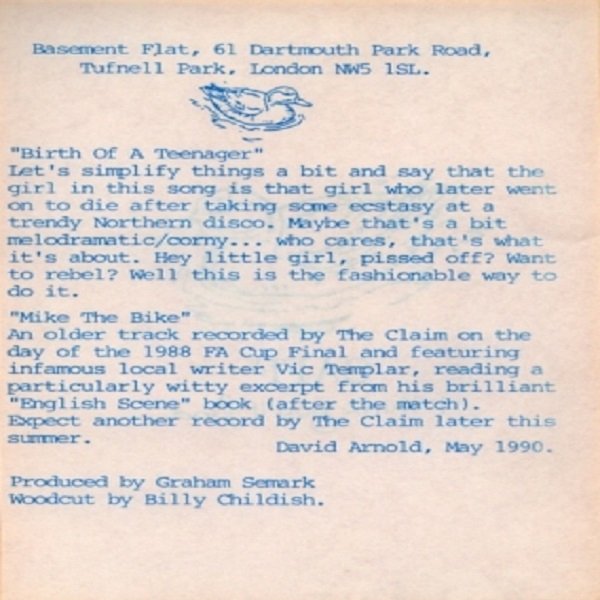 Basement Flat, 61 Dartmouth Park Road,
Tufnell Park, London NW5 1SL.
"Birth Of A Teenager"
Let's simplify things a bit and say that the
girl in this song is that girl who later went
on to die after taking some ecstasy at a
trendy Northern disco. Maybe that's a bit
melodramatic/corny... who cares, that's what
it's about. Hey little girl, pissed off? Want
to rebel? Well this is the fashionable way to
do it.
"Mike The Bike"
An older track recorded by The Claim on the
day of the 1988 FA Cup Final and featuring
infamous local writer Vic Templar, reading a
particularly witty excerpt from his brilliant
"English Scene" book (after the match).
Expect another record by The Claim later this
summer.
David Arnold, May 1990.
Produced by Graham Semark
Woodcut by Billy Childish.